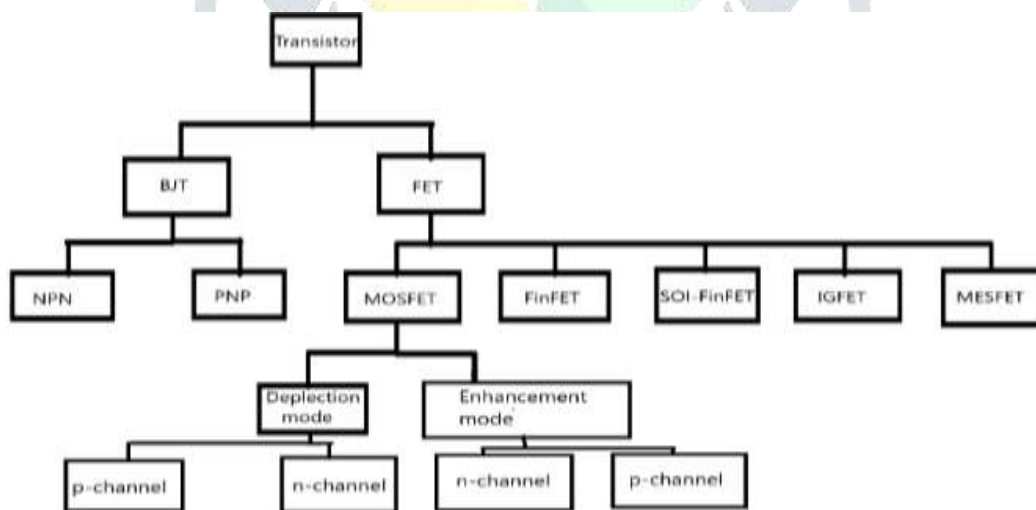 Transistor
BJT
FET
NPN
PNP
MOSFET
FinFET
SOI-FinFET
IGFET
MESFET
Deplection
mode
Enhancement
mode
p-channel
n-channel
n-channel
p-channel